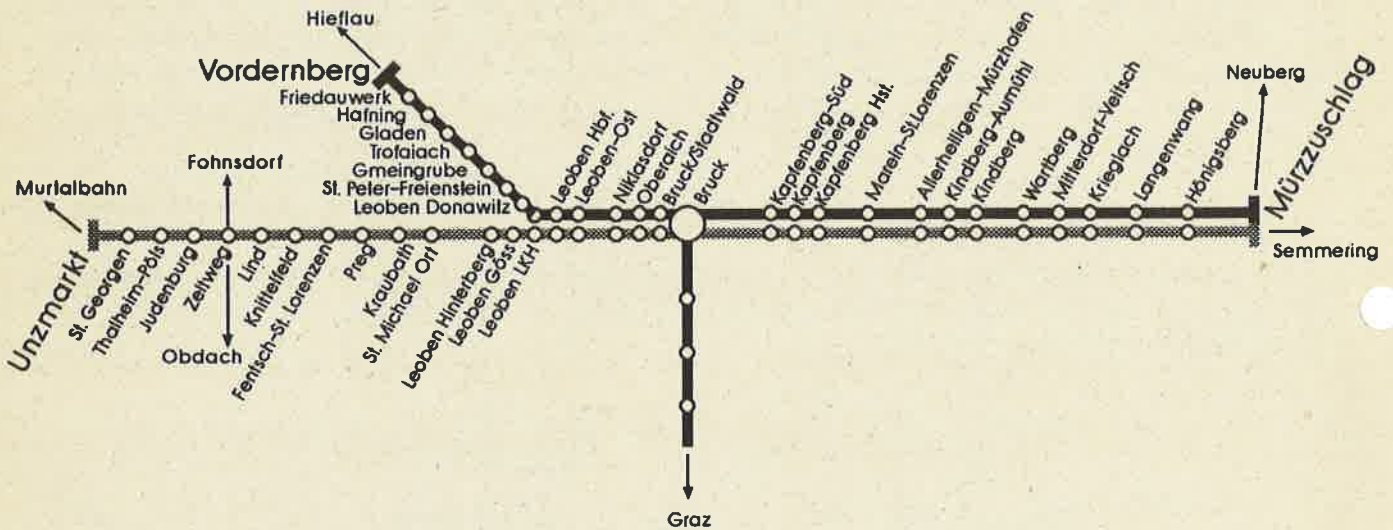 Hieflau
Vordernberg
Friedauwerk
Hafning
Gladen
Trofaiach
Gmeingrube
St. Peter-Freienstein
Leoben Donawitz
Murtalbahn
Fohnsdorf
Obdach
Unzmarkt
St. Georgen
Thalheim-Pöls
Judenburg
Zeltweg
Lind
Knittelfeld
Fentsch-St. Lorenzen
Preg
Kraubath
St. Michael Ort
Leoben Hinterberg
Leoben Göss
Leoben LKH
Leoben Hbf.
Leoben-Ost
Niklasdorf
Oberaich
Bruck/Stadtwald
Bruck
Kapfenberg-Süd
Kapfenberg
Kapfenberg Hst.
Marein-St.Lorenzen
Allerheiligen-Mürzhofen
Kindberg-Aumühl
Kindberg
Wartberg
Mitterdorf-Veitsch
Krieglach
Langenwang
Hönigsberg
Neuberg
Mürzzuschlag
Semmering
Graz